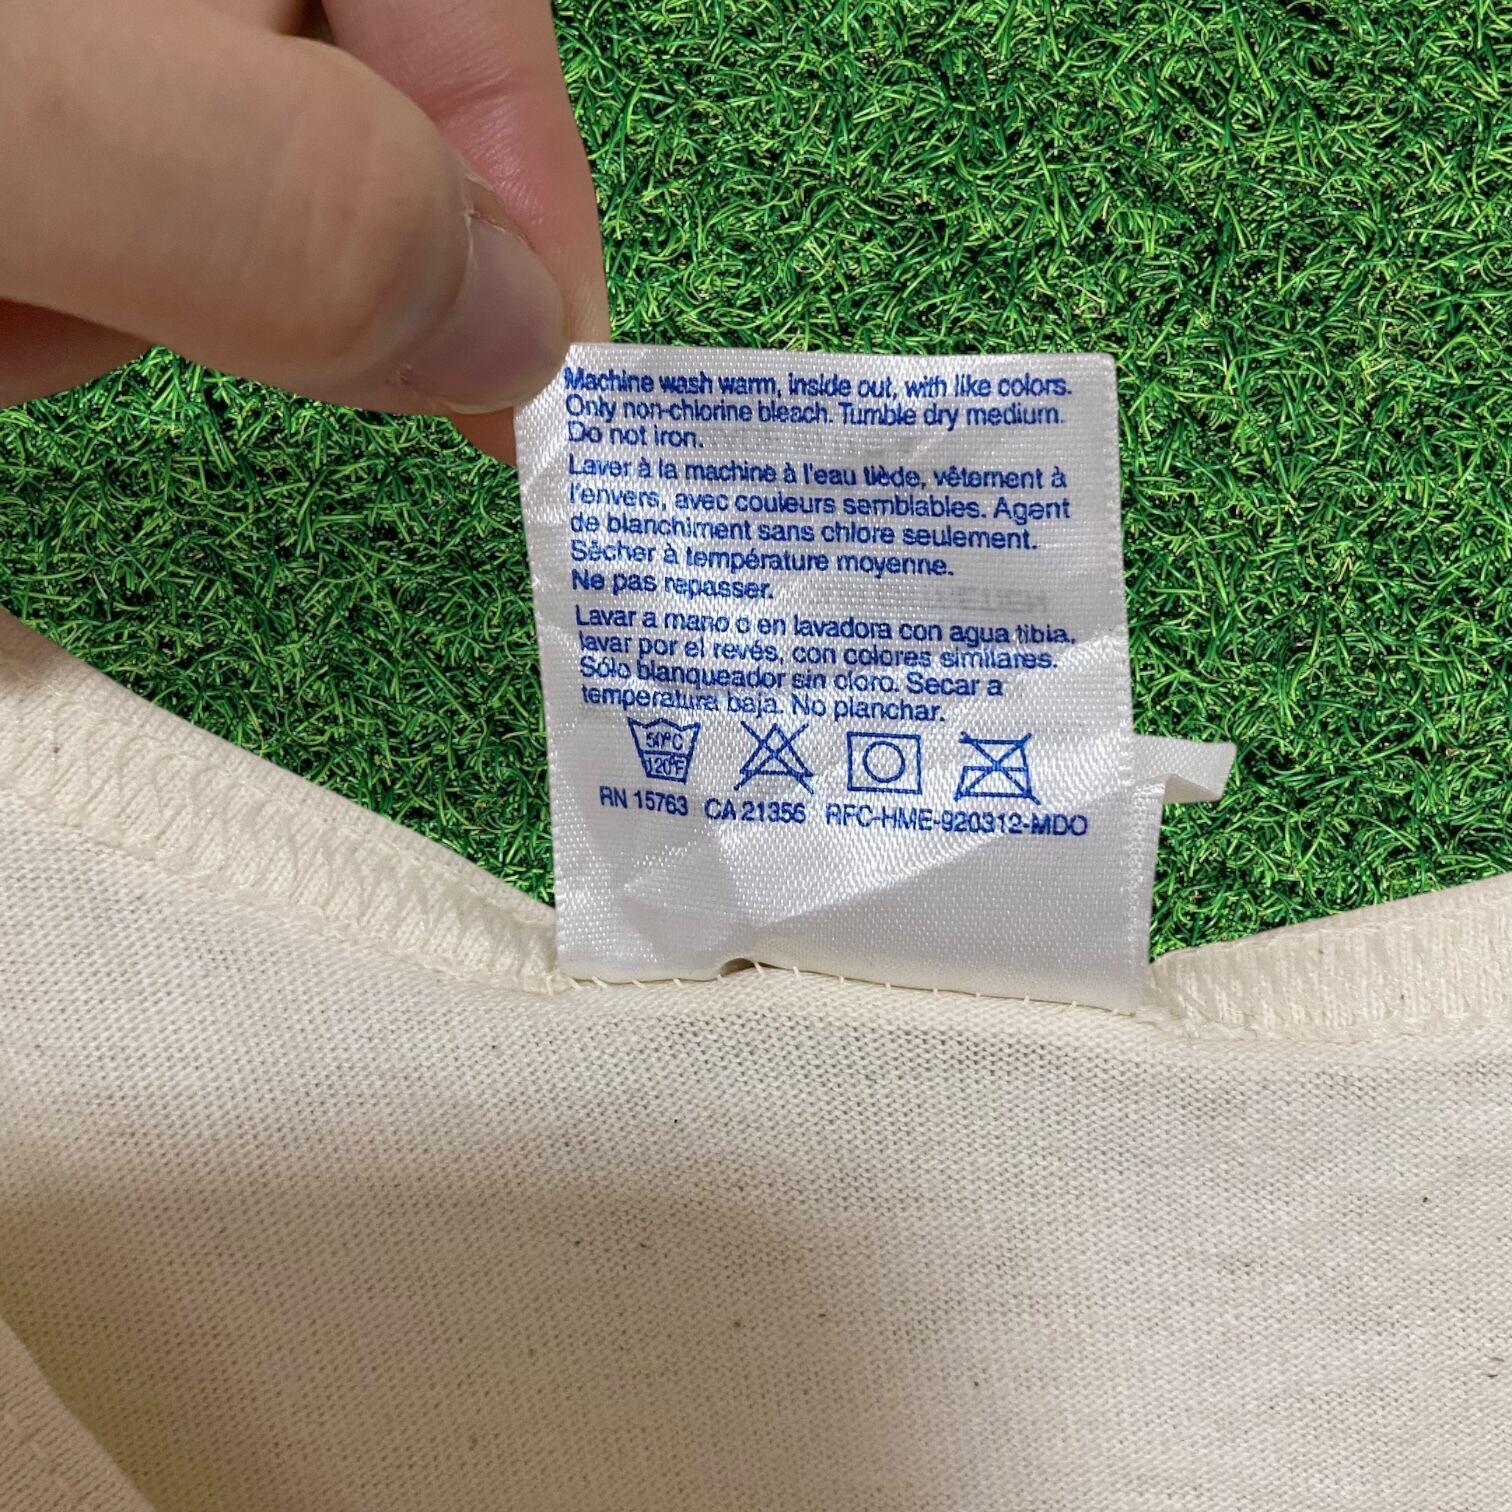 Machine wash warm, inside out, with like colors.
Only non-chlorine bleach. Tumble dry medium.
Do not iron.
Laver à la machine à l'eau tiède, vêtement à
l'envers, avec couleurs semblables. Agent
de blanchiment sans chlore seulement.
Sècher à température moyenne.
Ne pas repasser.
Lavar a mano o en lavadora con agua tibia,
lavar por el revés, con colores similares.
Sólo blanqueador sin cloro. Secar a
temperatura baja. No planchar.
50°C
120°F
RN 15763 CA 21356 RFC-HME-920312-MDO